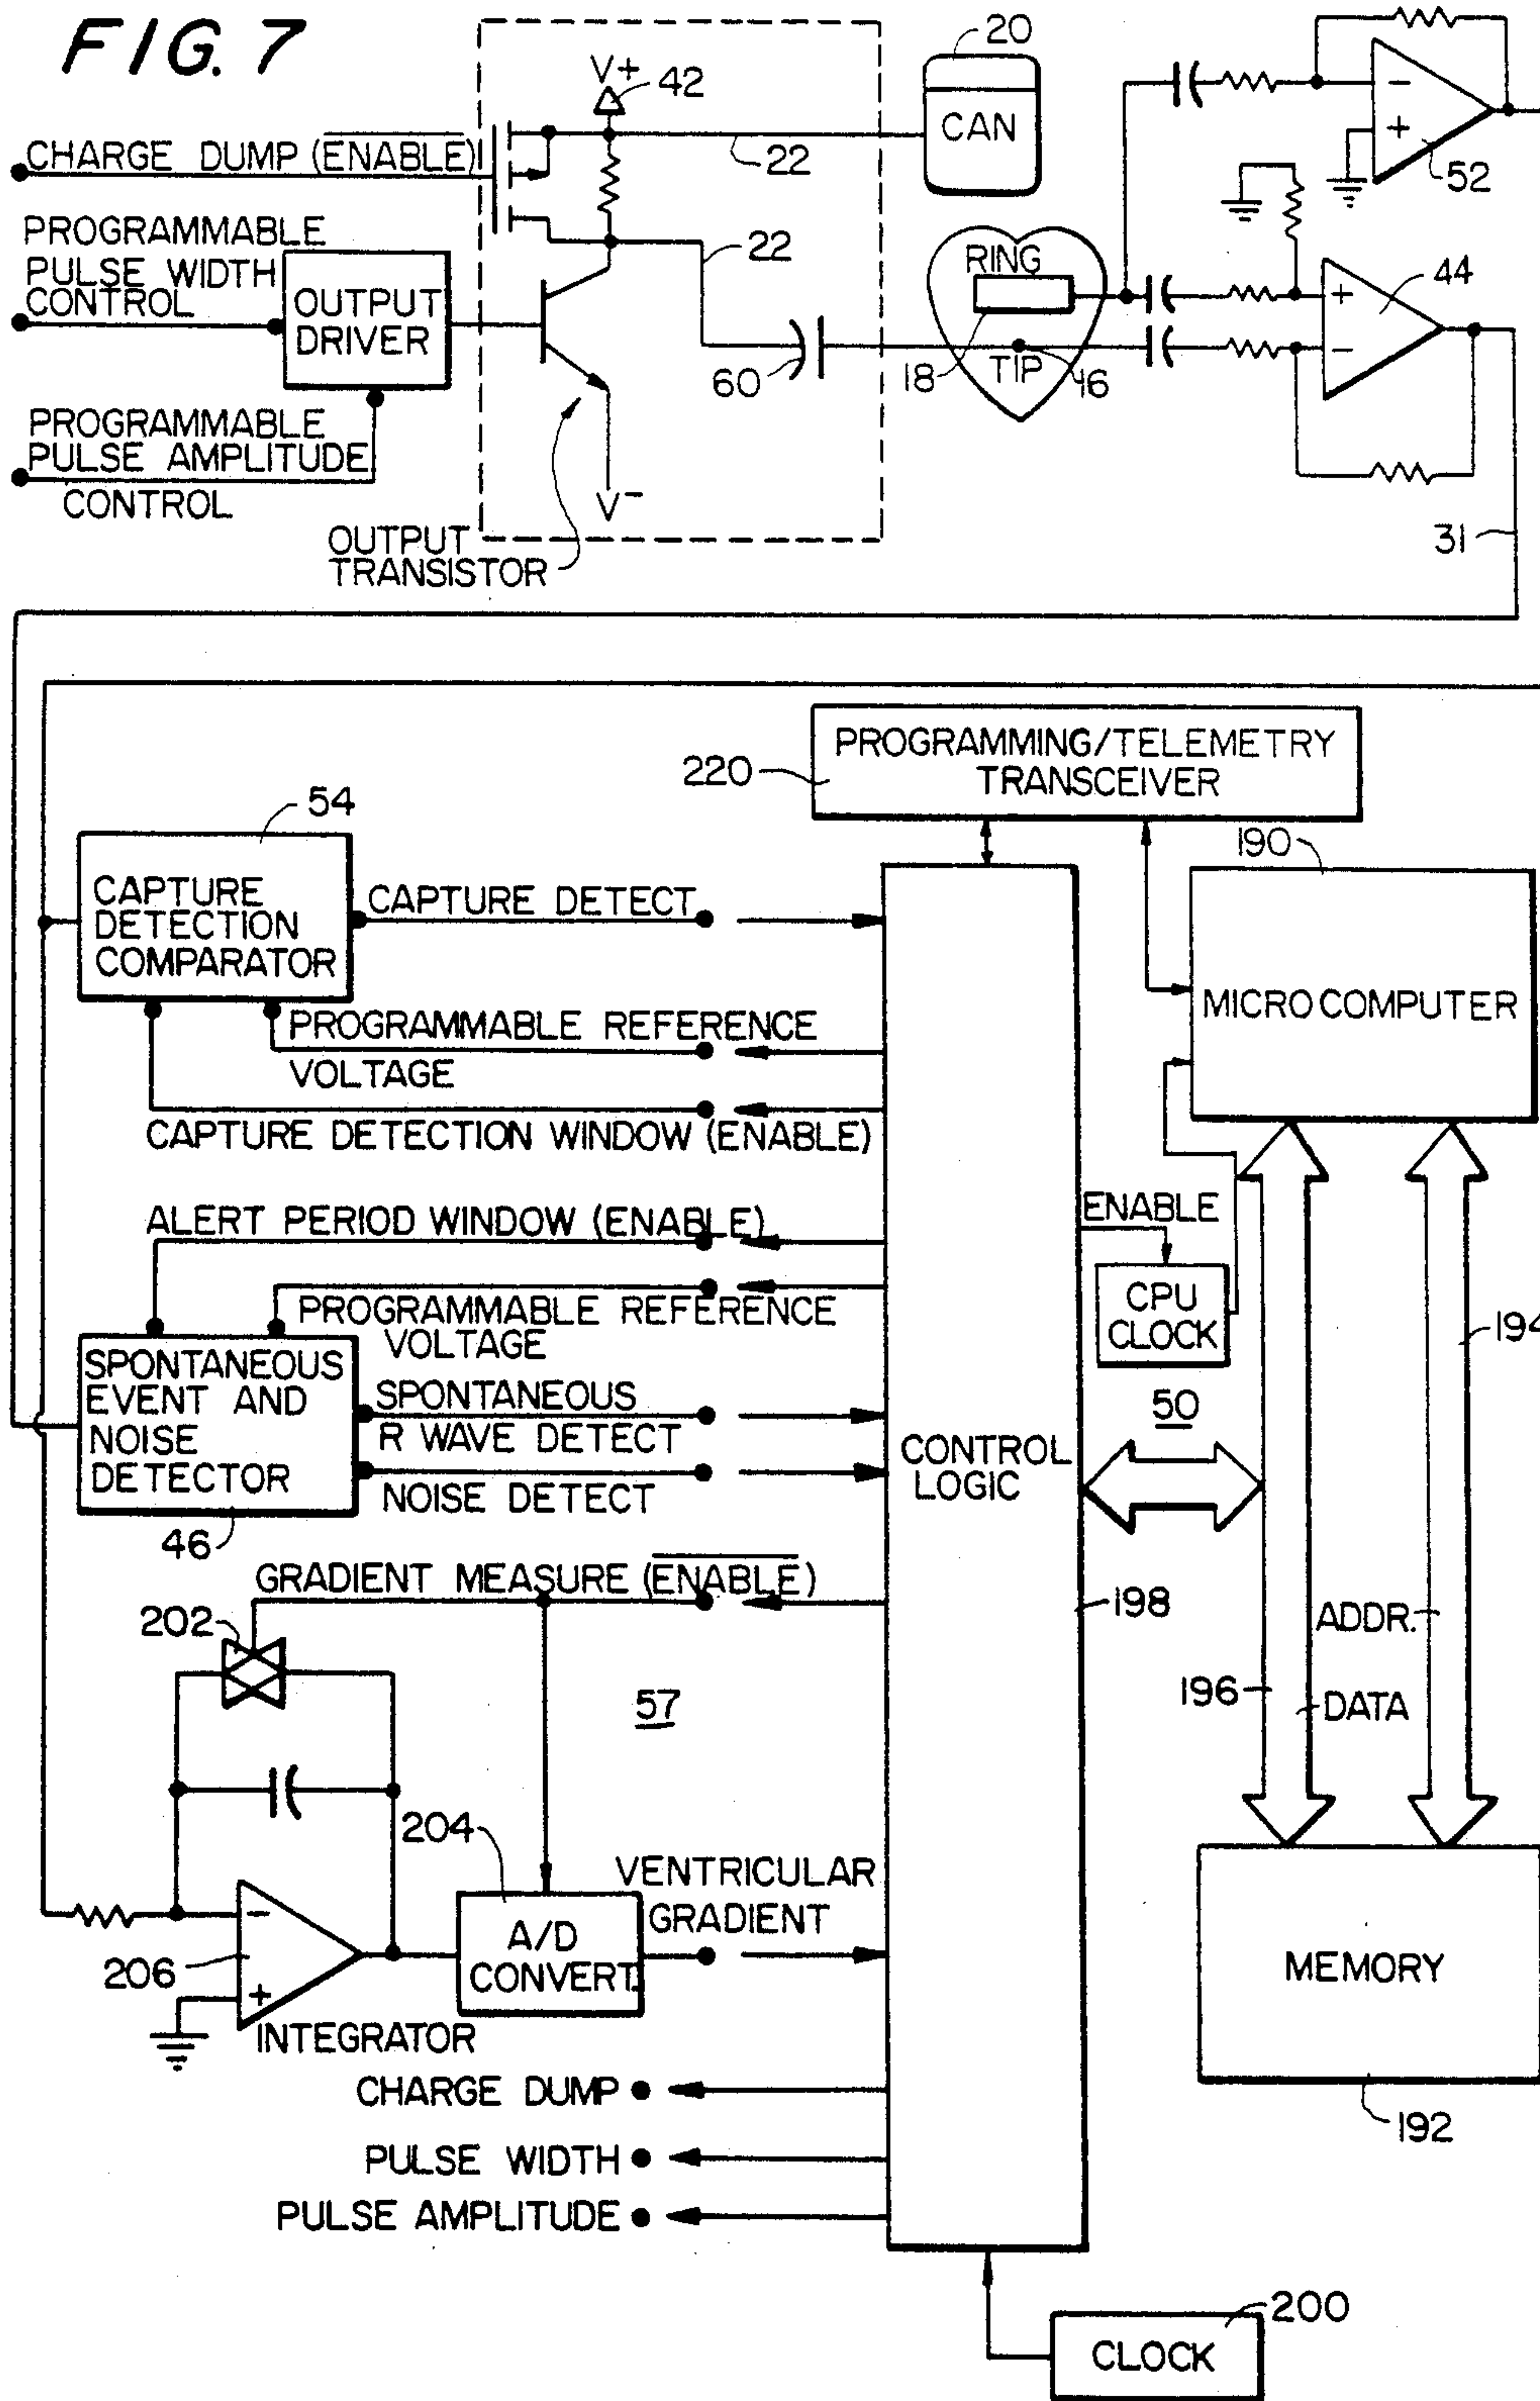 FIG. 7
V+
42
20
CAN
22
CHARGE DUMP (ENABLE)
PROGRAMMABLE
PULSE WIDTH
CONTROL
OUTPUT
DRIVER
PROGRAMMABLE
PULSE AMPLITUDE
CONTROL
22
60
V-
OUTPUT
TRANSISTOR
RING
18
TIP
16
-
+
52
+
-
44
31
PROGRAMMING/TELEMETRY
TRANSCEIVER
220
54
CAPTURE
DETECTION
COMPARATOR
CAPTURE DETECT
PROGRAMMABLE REFERENCE
VOLTAGE
CAPTURE DETECTION WINDOW (ENABLE)
190
MICROCOMPUTER
ALERT PERIOD WINDOW (ENABLE)
PROGRAMMABLE REFERENCE
VOLTAGE
SPONTANEOUS
EVENT AND
NOISE
DETECTOR
46
SPONTANEOUS
R WAVE DETECT
NOISE DETECT
ENABLE
CPU
CLOCK
50
194
CONTROL
LOGIC
198
GRADIENT MEASURE (ENABLE)
202
57
ADDR.
196
DATA
204
VENTRICULAR
GRADIENT
A/D
CONVERT.
-
+
206
INTEGRATOR
MEMORY
192
CHARGE DUMP
PULSE WIDTH
PULSE AMPLITUDE
200
CLOCK